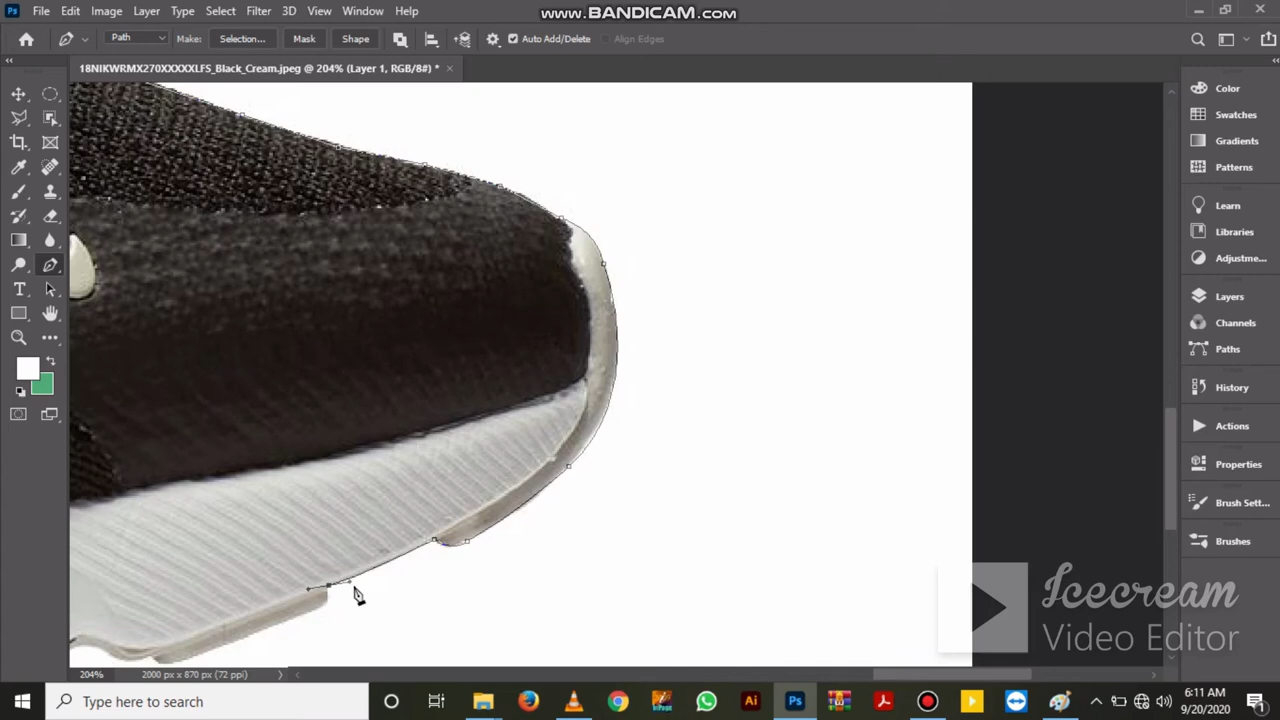 www.BANDICAM.com
Ps File Edit Image Layer Type Select Filter 3D View Window Help
Path Make: Selection... Mask Shape Auto Add/Delete Align Edges
18NIKWRMX270XXXXXLFS_Black_Cream.jpeg @ 204% (Layer 1, RGB/8#) *
Color
Swatches
Gradients
Patterns
Learn
Libraries
Adjustme...
Layers
Channels
Paths
History
Actions
Properties
Brush Sett...
Brushes
Icecream
Video Editor
204% 2000 px x 870 px (72 ppi)
Type here to search
Ai Ps
6:11 AM
9/20/2020